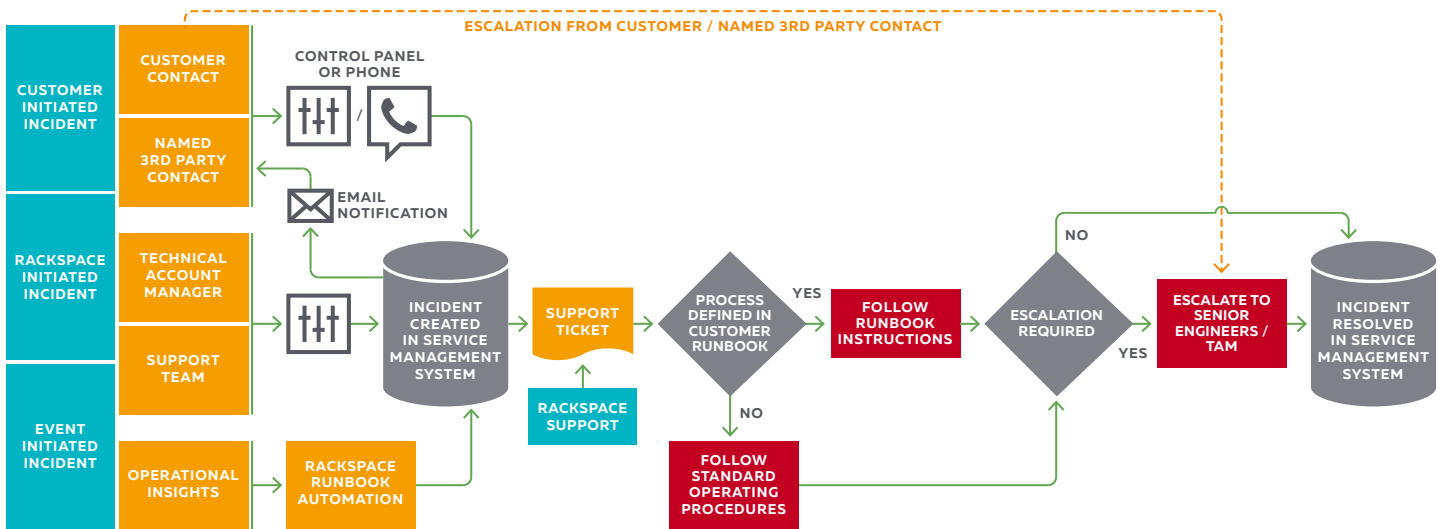 ESCALATION FROM CUSTOMER / NAMED 3RD PARTY CONTACT
CUSTOMER
INITIATED
INCIDENT
CUSTOMER
CONTACT
NAMED
3RD PARTY
CONTACT
CONTROL PANEL
OR PHONE
/
EMAIL
NOTIFICATION
RACKSPACE
INITIATED
INCIDENT
TECHNICAL
ACCOUNT
MANAGER
SUPPORT
TEAM
EVENT
INITIATED
INCIDENT
OPERATIONAL
INSIGHTS
RACKSPACE
RUNBOOK
AUTOMATION
INCIDENT
CREATED
IN SERVICE
MANAGEMENT
SYSTEM
SUPPORT
TICKET
RACKSPACE
SUPPORT
PROCESS
DEFINED IN
CUSTOMER
RUNBOOK
YES
NO
FOLLOW
RUNBOOK
INSTRUCTIONS
FOLLOW
STANDARD
OPERATING
PROCEDURES
ESCALATION
REQUIRED
NO
YES
ESCALATE TO
SENIOR
ENGINEERS /
TAM
INCIDENT
RESOLVED
IN SERVICE
MANAGEMENT
SYSTEM